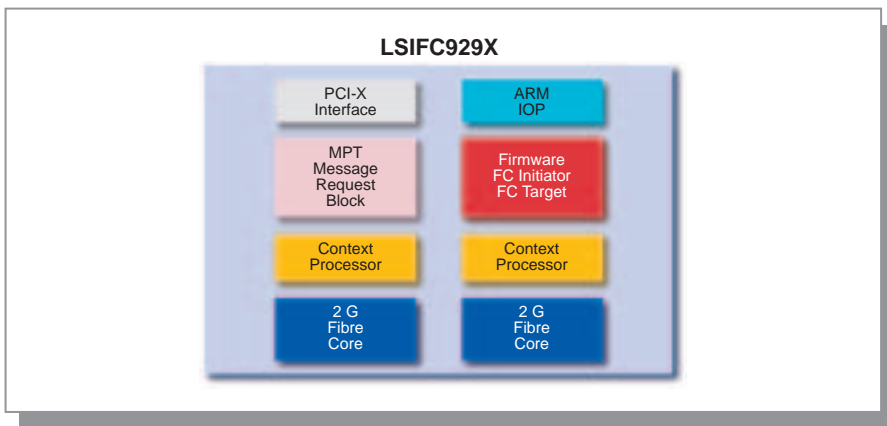 LSIFC929X
PCI-X
Interface
ARM
IOP
MPT
Message
Request
Block
Firmware
FC Initiator
FC Target
Context
Processor
Context
Processor
2 G
Fibre
Core
2 G
Fibre
Core